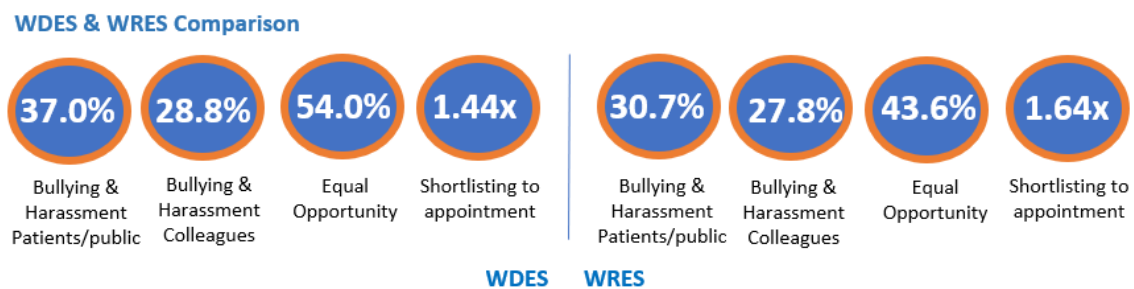 WDES & WRES Comparison
37.0%
28.8%
54.0%
1.44x
30.7%
27.8%
43.6%
1.64x
Bullying &
Harassment
Patients/public
Bullying &
Harassment
Colleagues
Equal
Opportunity
Shortlisting to
appointment
Bullying &
Harassment
Patients/public
Bullying &
Harassment
Colleagues
Equal
Opportunity
Shortlisting to
appointment
WDES
WRES